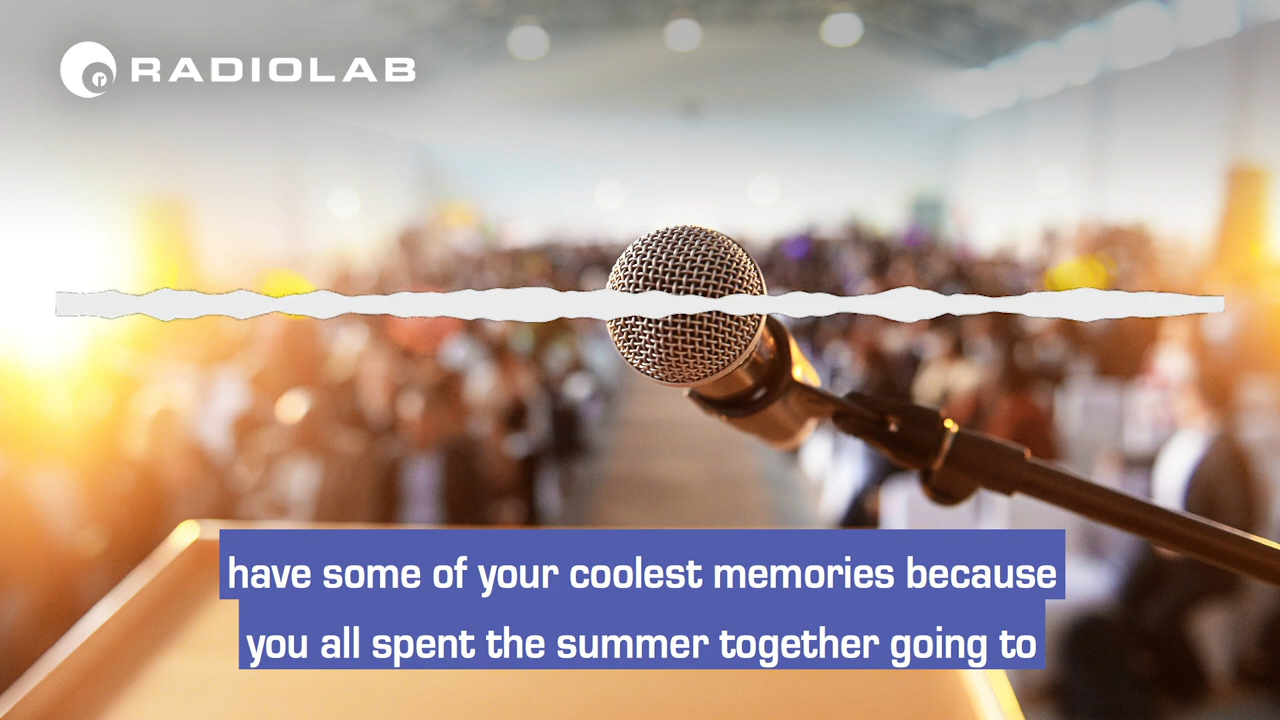 RADIOLAB
have some of your coolest memories because
you all spent the summer together going to